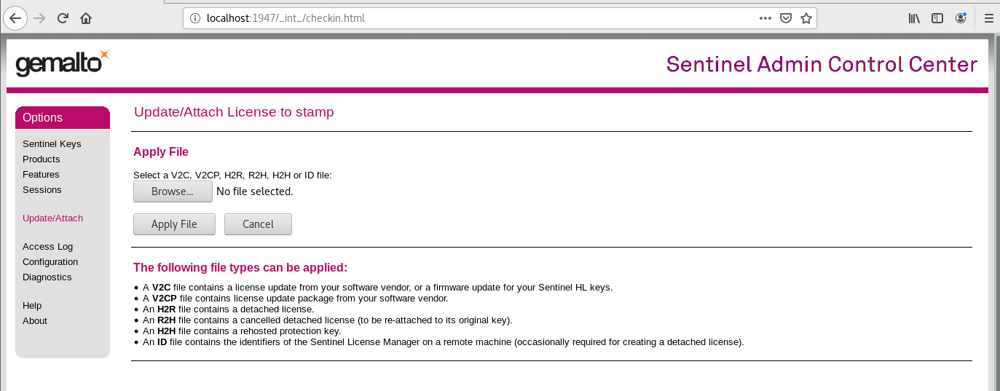 localhost:1947/_int_/checkin.html
gemalto
Sentinel Admin Control Center
Options
Sentinel Keys
Products
Features
Sessions
Update/Attach
Access Log
Configuration
Diagnostics
Help
About
Update/Attach License to stamp
Apply File
Select a V2C, V2CP, H2R, R2H, H2H or ID file:
Browse... No file selected.
Apply File Cancel
The following file types can be applied:
• A V2C file contains a license update from your software vendor, or a firmware update for your Sentinel HL keys.
• A V2CP file contains license update package from your software vendor.
• An H2R file contains a detached license.
• An R2H file contains a cancelled detached license (to be re-attached to its original key).
• An H2H file contains a rehosted protection key.
• An ID file contains the identifiers of the Sentinel License Manager on a remote machine (occasionally required for creating a detached license).